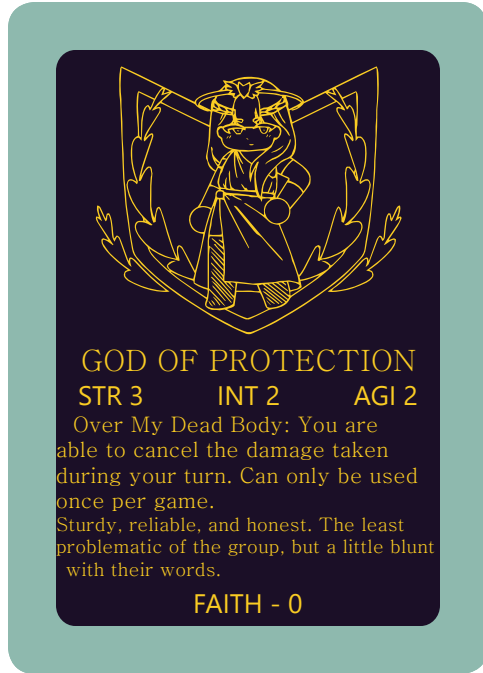 GOD OF PROTECTION
STR 3 INT 2 AGI 2
Over My Dead Body: You are
able to cancel the damage taken
during your turn. Can only be used
once per game.
Sturdy, reliable, and honest. The least
problematic of the group, but a little blunt
with their words.
FAITH - 0